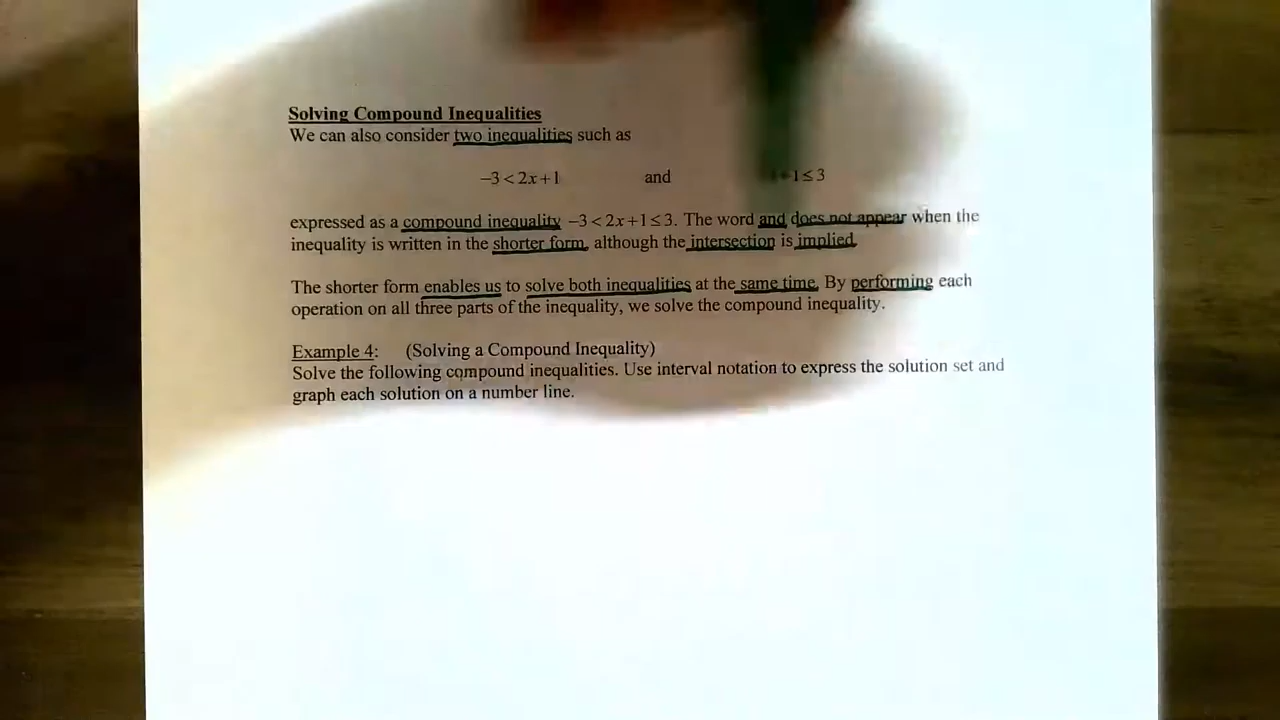 Solving Compound Inequalities
We can also consider two inequalities such as
−3 < 2x + 1 and + 1 ≤ 3
expressed as a compound inequality −3 < 2x + 1 ≤ 3. The word and does not appear when the
inequality is written in the shorter form, although the intersection is implied.
The shorter form enables us to solve both inequalities at the same time. By performing each
operation on all three parts of the inequality, we solve the compound inequality.
Example 4: (Solving a Compound Inequality)
Solve the following compound inequalities. Use interval notation to express the solution set and
graph each solution on a number line.